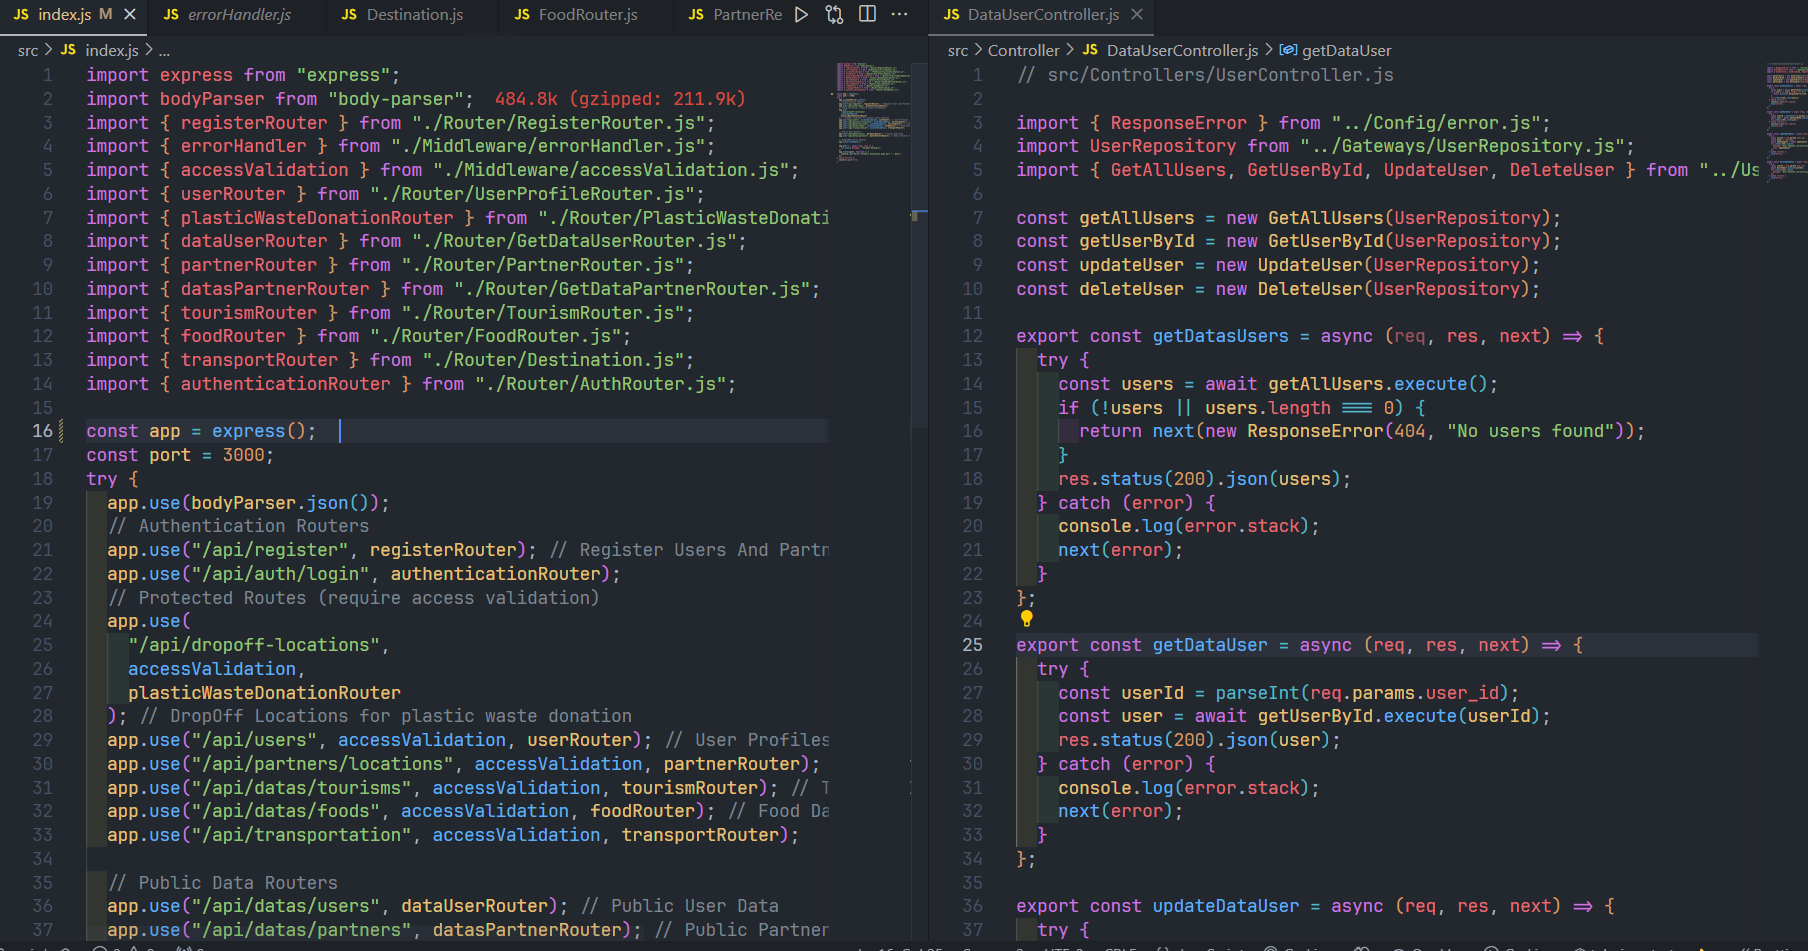 JS index.js M
JS errorHandler.js
JS Destination.js
JS FoodRouter.js
JS PartnerRe
src > JS index.js > ...
1 import express from "express";
2 import bodyParser from "body-parser"; 484.8k (gzipped: 211.9k)
3 import { registerRouter } from "./Router/RegisterRouter.js";
4 import { errorHandler } from "./Middleware/errorHandler.js";
5 import { accessValidation } from "./Middleware/accessValidation.js";
6 import { userRouter } from "./Router/UserProfileRouter.js";
7 import { plasticWasteDonationRouter } from "./Router/PlasticWasteDonati
8 import { dataUserRouter } from "./Router/GetDataUserRouter.js";
9 import { partnerRouter } from "./Router/PartnerRouter.js";
10 import { datasPartnerRouter } from "./Router/GetDataPartnerRouter.js";
11 import { tourismRouter } from "./Router/TourismRouter.js";
12 import { foodRouter } from "./Router/FoodRouter.js";
13 import { transportRouter } from "./Router/Destination.js";
14 import { authenticationRouter } from "./Router/AuthRouter.js";
15
16 const app = express();
17 const port = 3000;
18 try {
19 app.use(bodyParser.json());
20 // Authentication Routers
21 app.use("/api/register", registerRouter); // Register Users And Partn
22 app.use("/api/auth/login", authenticationRouter);
23 // Protected Routes (require access validation)
24 app.use(
25 "/api/dropoff-locations",
26 accessValidation,
27 plasticWasteDonationRouter
28 ); // DropOff Locations for plastic waste donation
29 app.use("/api/users", accessValidation, userRouter); // User Profiles
30 app.use("/api/partners/locations", accessValidation, partnerRouter);
31 app.use("/api/datas/tourisms", accessValidation, tourismRouter); // T
32 app.use("/api/datas/foods", accessValidation, foodRouter); // Food Da
33 app.use("/api/transportation", accessValidation, transportRouter);
34
35 // Public Data Routers
36 app.use("/api/datas/users", dataUserRouter); // Public User Data
37 app.use("/api/datas/partners", datasPartnerRouter); // Public Partner
JS DataUserController.js
src > Controller > JS DataUserController.js > getDataUser
1 // src/Controllers/UserController.js
2
3 import { ResponseError } from "../Config/error.js";
4 import UserRepository from "../Gateways/UserRepository.js";
5 import { GetAllUsers, GetUserById, UpdateUser, DeleteUser } from "../Us
6
7 const getAllUsers = new GetAllUsers(UserRepository);
8 const getUserById = new GetUserById(UserRepository);
9 const updateUser = new UpdateUser(UserRepository);
10 const deleteUser = new DeleteUser(UserRepository);
11
12 export const getDatasUsers = async (req, res, next) => {
13 try {
14 const users = await getAllUsers.execute();
15 if (!users || users.length === 0) {
16 return next(new ResponseError(404, "No users found"));
17 }
18 res.status(200).json(users);
19 } catch (error) {
20 console.log(error.stack);
21 next(error);
22 }
23 };
24
25 export const getDataUser = async (req, res, next) => {
26 try {
27 const userId = parseInt(req.params.user_id);
28 const user = await getUserById.execute(userId);
29 res.status(200).json(user);
30 } catch (error) {
31 console.log(error.stack);
32 next(error);
33 }
34 };
35
36 export const updateDataUser = async (req, res, next) => {
37 try {